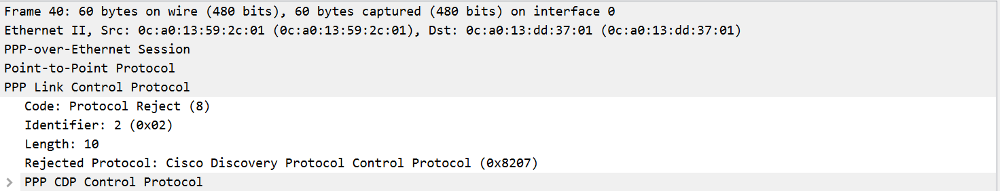 Frame 40: 60 bytes on wire (480 bits), 60 bytes captured (480 bits) on interface 0
Ethernet II, Src: 0c:a0:13:59:2c:01 (0c:a0:13:59:2c:01), Dst: 0c:a0:13:dd:37:01 (0c:a0:13:dd:37:01)
PPP-over-Ethernet Session
Point-to-Point Protocol
PPP Link Control Protocol
Code: Protocol Reject (8)
Identifier: 2 (0x02)
Length: 10
Rejected Protocol: Cisco Discovery Protocol Control Protocol (0x8207)
PPP CDP Control Protocol